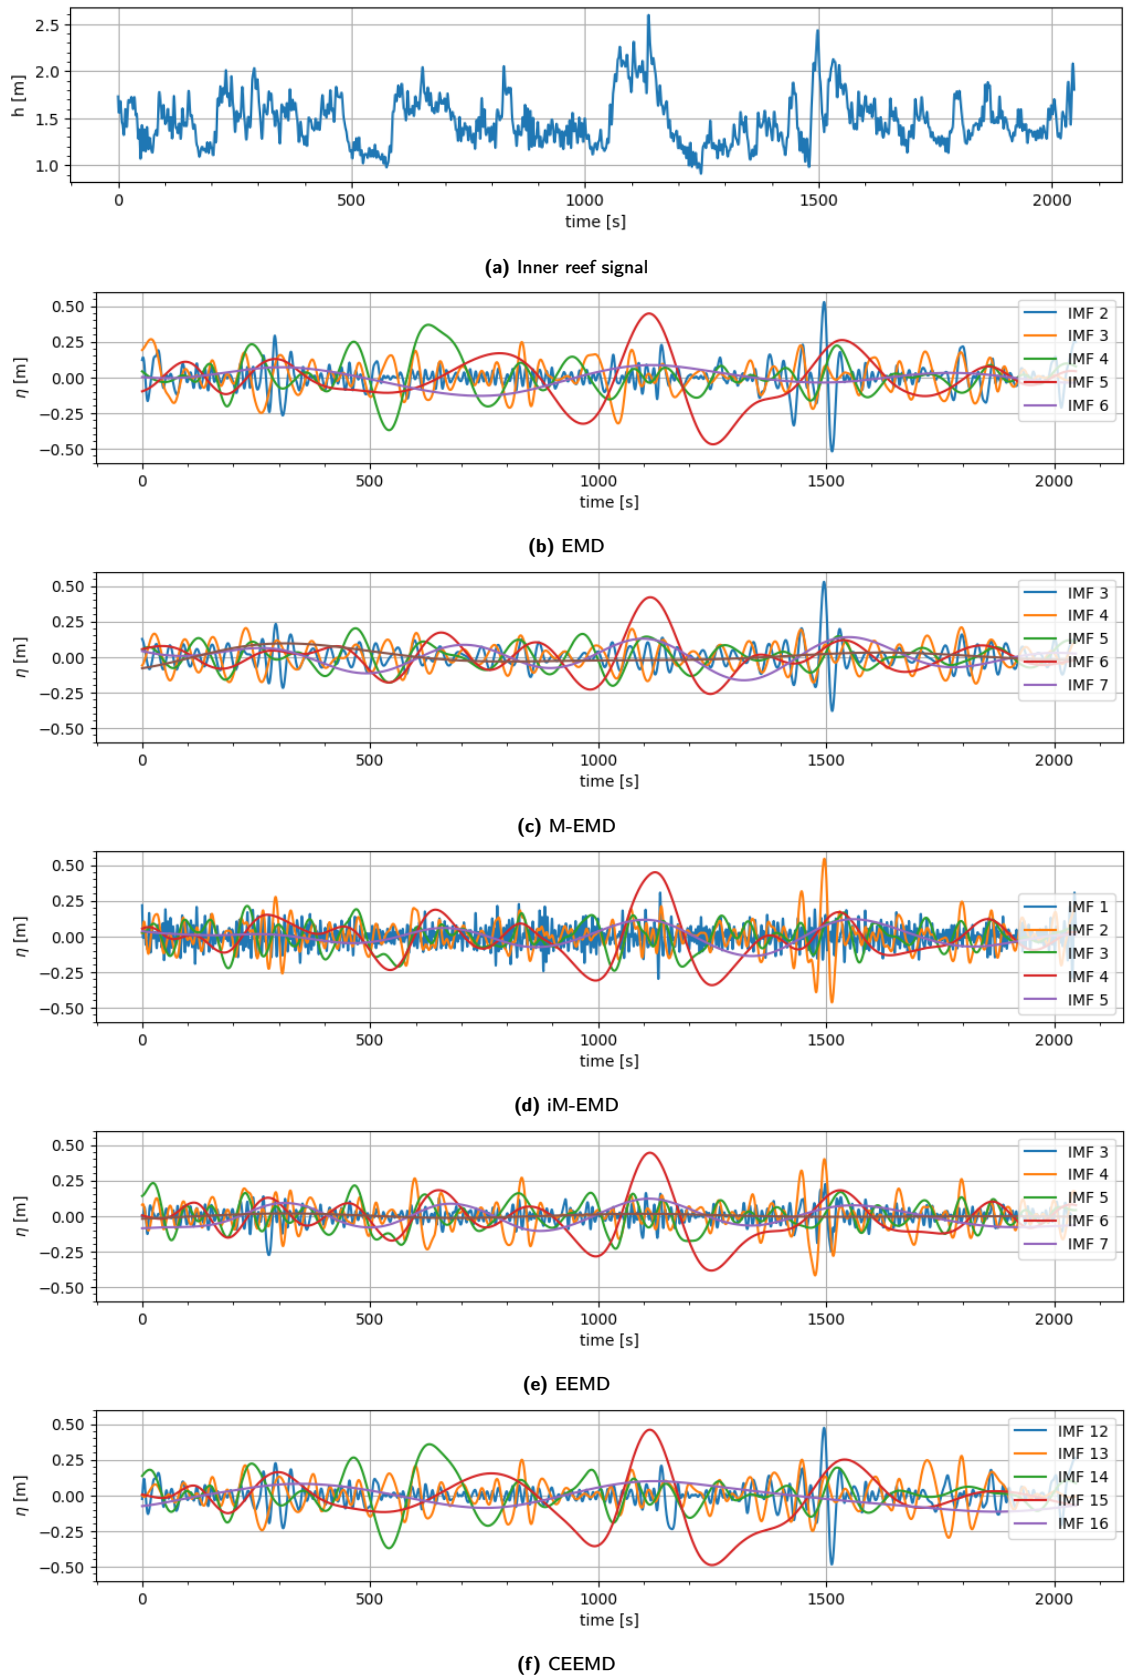 h [m]
2.5
2.0
1.5
1.0
0 500 1000 1500 2000
time [s]
(a) Inner reef signal
η [m]
0.50
0.25
0.00
−0.25
−0.50
IMF 2
IMF 3
IMF 4
IMF 5
IMF 6
0 500 1000 1500 2000
time [s]
(b) EMD
η [m]
0.50
0.25
0.00
−0.25
−0.50
IMF 3
IMF 4
IMF 5
IMF 6
IMF 7
0 500 1000 1500 2000
time [s]
(c) M-EMD
η [m]
0.50
0.25
0.00
−0.25
−0.50
IMF 1
IMF 2
IMF 3
IMF 4
IMF 5
0 500 1000 1500 2000
time [s]
(d) iM-EMD
η [m]
0.50
0.25
0.00
−0.25
−0.50
IMF 3
IMF 4
IMF 5
IMF 6
IMF 7
0 500 1000 1500 2000
time [s]
(e) EEMD
η [m]
0.50
0.25
0.00
−0.25
−0.50
IMF 12
IMF 13
IMF 14
IMF 15
IMF 16
0 500 1000 1500 2000
time [s]
(f) CEEMD